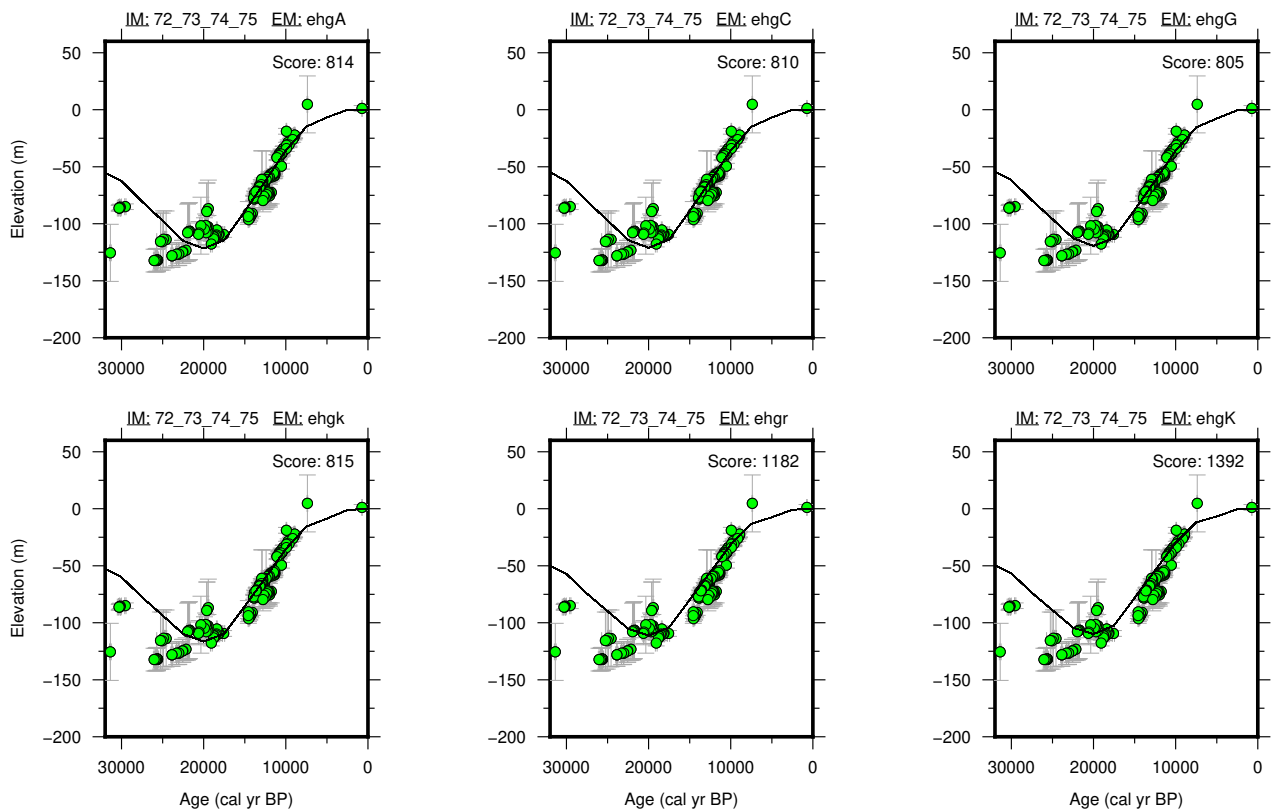 IM: 72_73_74_75 EM: ehgA
IM: 72_73_74_75 EM: ehgC
IM: 72_73_74_75 EM: ehgG
Score: 814
Score: 810
Score: 805
Elevation (m)
50
0
−50
−100
−150
−200
30000 20000 10000 0
50
0
−50
−100
−150
−200
30000 20000 10000 0
50
0
−50
−100
−150
−200
30000 20000 10000 0
IM: 72_73_74_75 EM: ehgk
IM: 72_73_74_75 EM: ehgr
IM: 72_73_74_75 EM: ehgK
Score: 815
Score: 1182
Score: 1392
Elevation (m)
50
0
−50
−100
−150
−200
30000 20000 10000 0
Age (cal yr BP)
50
0
−50
−100
−150
−200
30000 20000 10000 0
Age (cal yr BP)
50
0
−50
−100
−150
−200
30000 20000 10000 0
Age (cal yr BP)